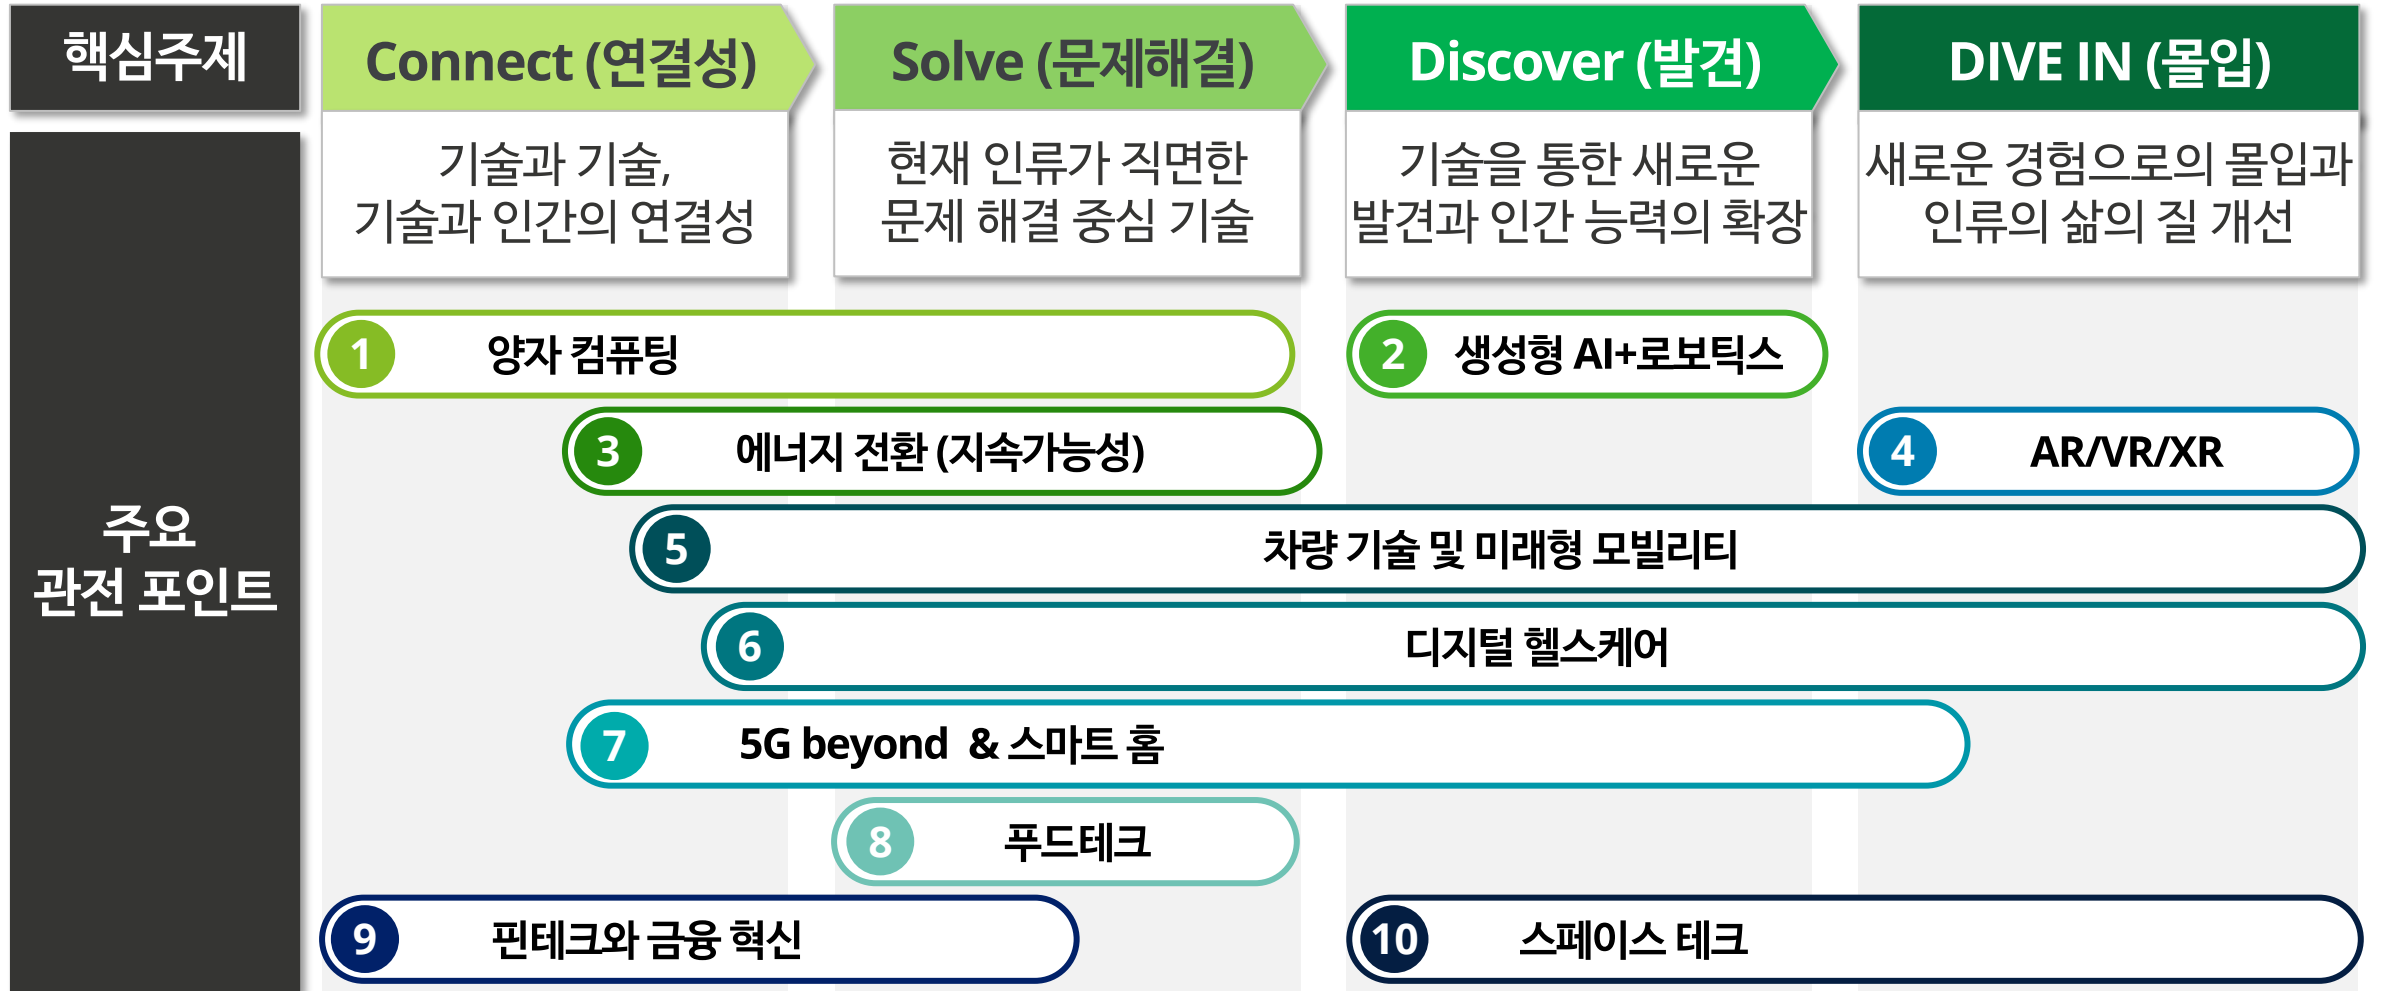 핵심주제
Connect (연결성)
Solve (문제해결)
Discover (발견)
DIVE IN (몰입)
기술과 기술,
기술과 인간의 연결성
현재 인류가 직면한
문제 해결 중심 기술
기술을 통한 새로운
발견과 인간 능력의 확장
새로운 경험으로의 몰입과
인류의 삶의 질 개선
주요
관전 포인트
1 양자 컴퓨팅
2 생성형 AI+로보틱스
3 에너지 전환 (지속가능성)
4 AR/VR/XR
5 차량 기술 및 미래형 모빌리티
6 디지털 헬스케어
7 5G beyond & 스마트 홈
8 푸드테크
9 핀테크와 금융 혁신
10 스페이스 테크